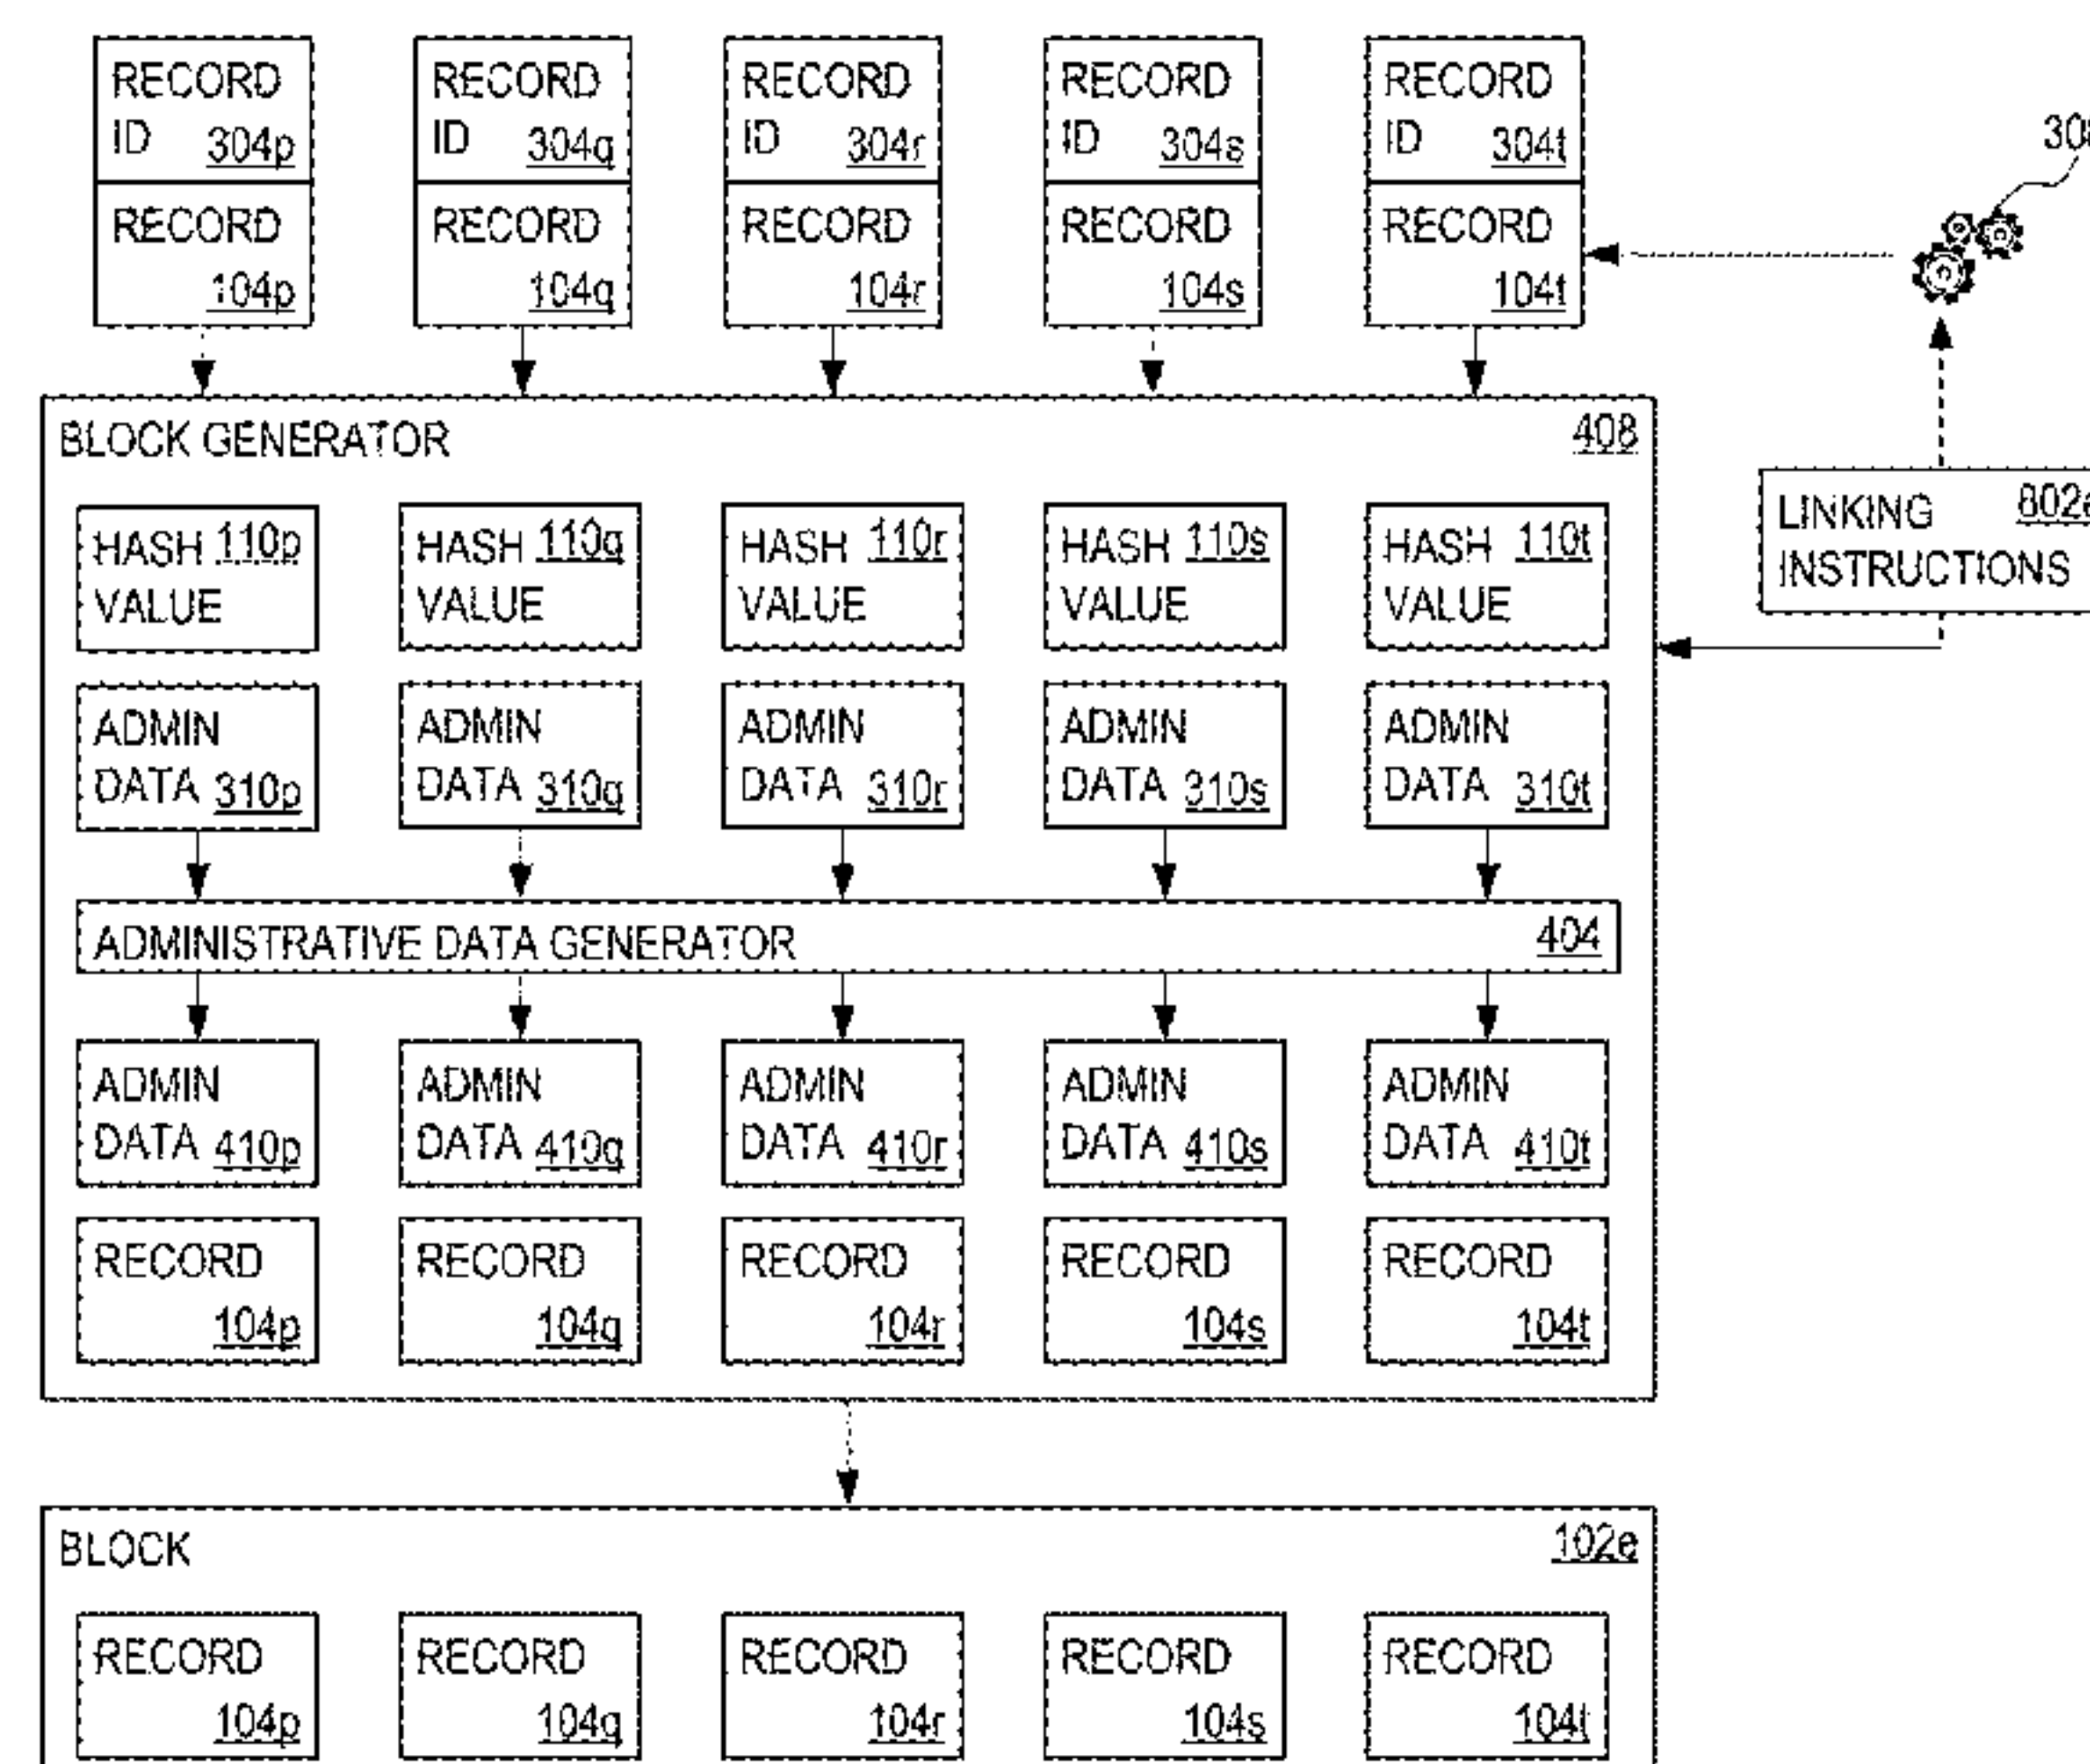 RECORD RECORD RECORD RECORD RECORD
ID 304p ID 304q ID 304r ID 304s ID 304t
RECORD RECORD RECORD RECORD RECORD
104p 104q 104r 104s 104t
BLOCK GENERATOR 408
HASH 110p HASH 110q HASH 110r HASH 110s HASH 110t
VALUE VALUE VALUE VALUE VALUE
LINKING
INSTRUCTIONS
ADMIN ADMIN ADMIN ADMIN ADMIN
DATA 310p DATA 310q DATA 310r DATA 310s DATA 310t
ADMINISTRATIVE DATA GENERATOR 404
ADMIN ADMIN ADMIN ADMIN ADMIN
DATA 410p DATA 410q DATA 410r DATA 410s DATA 410t
RECORD RECORD RECORD RECORD RECORD
104p 104q 104r 104s 104t
BLOCK 102e
RECORD RECORD RECORD RECORD RECORD
104p 104q 104r 104s 104t